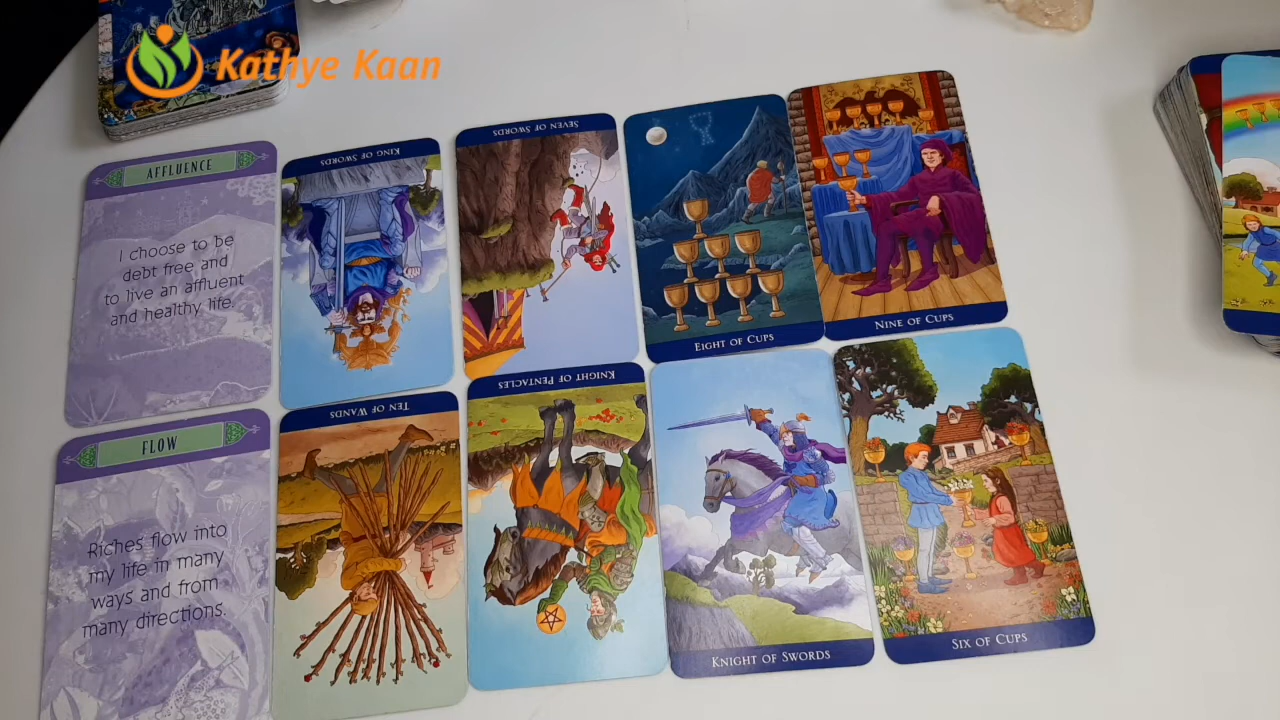 Kathye Kaan
AFFLUENCE
I choose to be
debt free and
to live an affluent
and healthy life.
KING OF SWORDS
SEVEN OF SWORDS
EIGHT OF CUPS
NINE OF CUPS
FLOW
Riches flow into
my life in many
ways and from
many directions.
TEN OF WANDS
KNIGHT OF PENTACLES
KNIGHT OF SWORDS
SIX OF CUPS